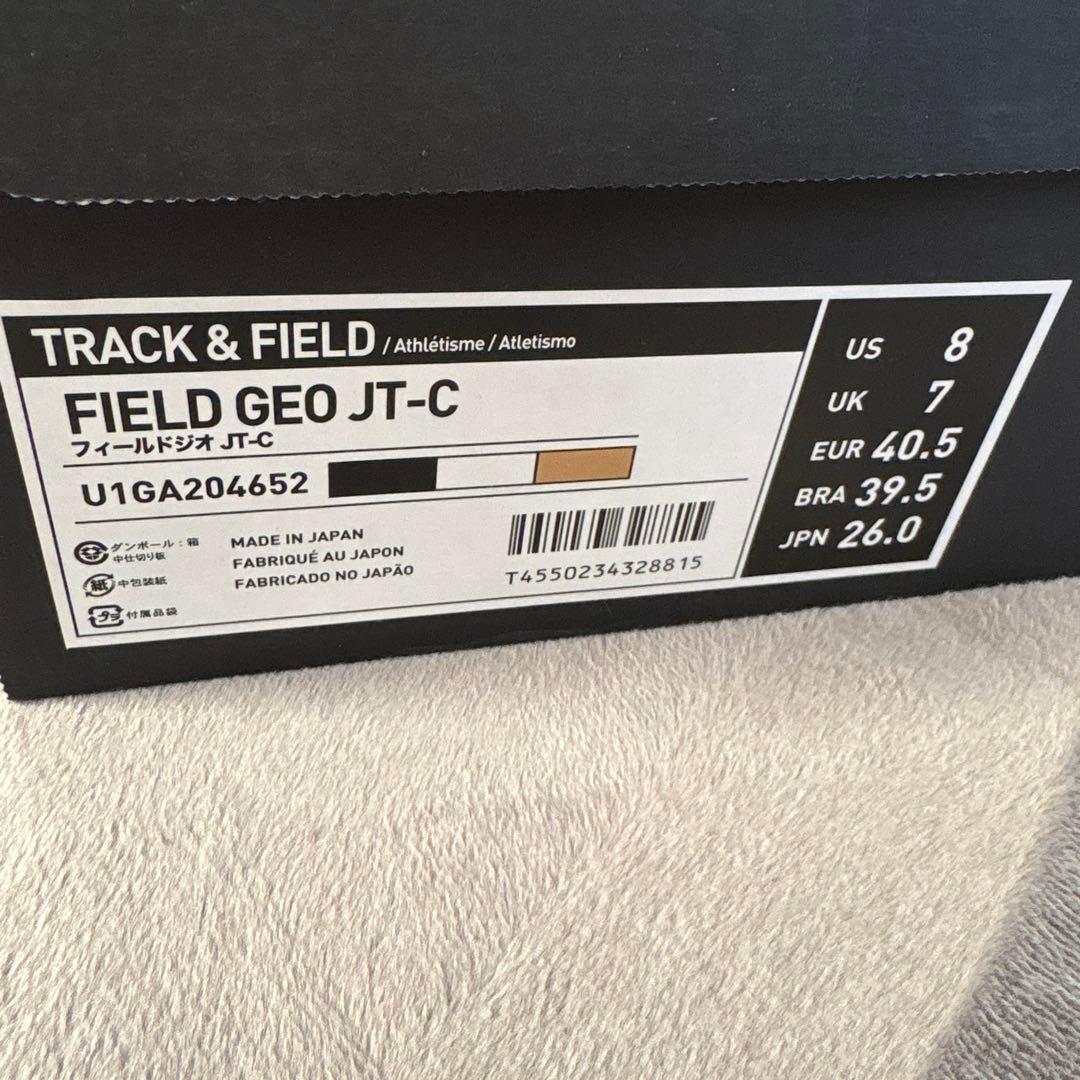 TRACK & FIELD / Athlétisme / Atletismo
FIELD GEO JT-C
フィールドジオ JT-C
U1GA204652
ダンボール：箱
中仕切り板
紙 中包装紙
プラ 付属品袋
MADE IN JAPAN
FABRIQUÉ AU JAPON
FABRICADO NO JAPÃO
T4550234328815
US 8
UK 7
EUR 40.5
BRA 39.5
JPN 26.0